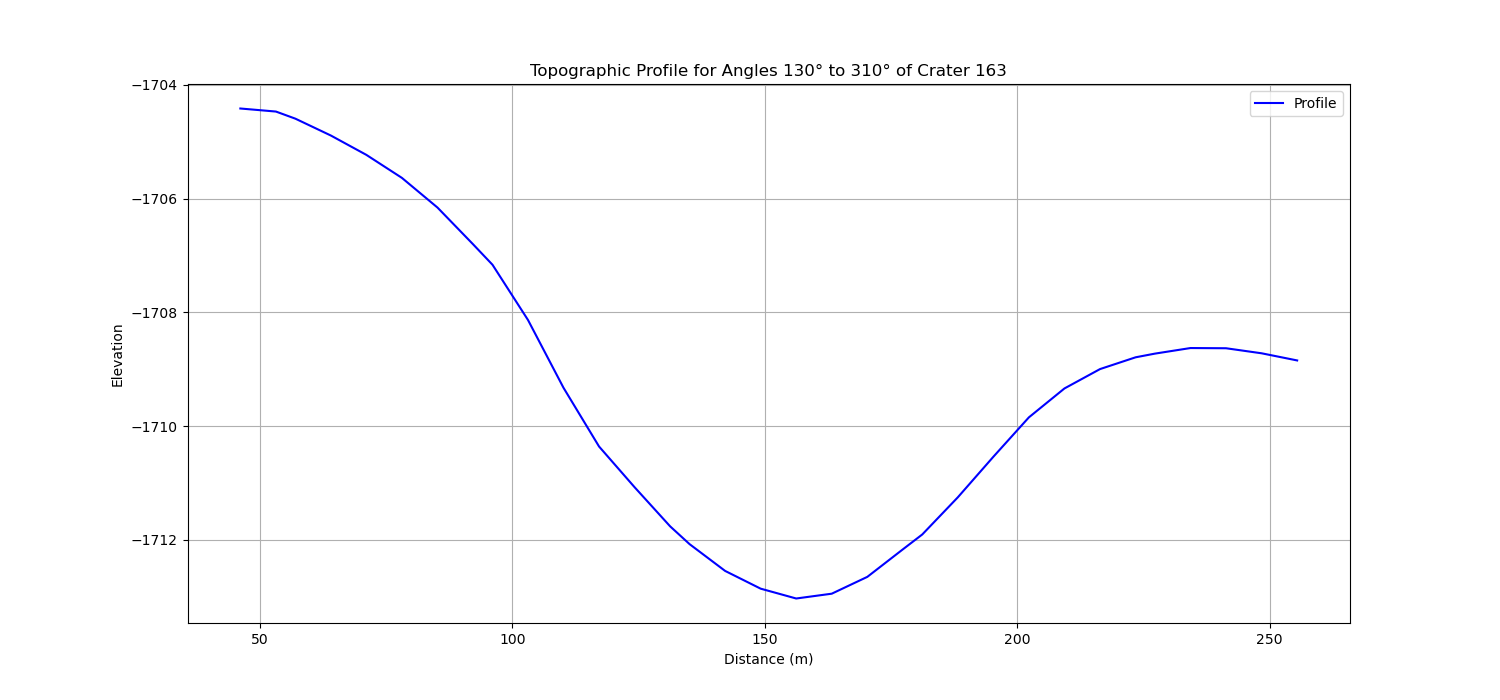 Topographic Profile for Angles 130° to 310° of Crater 163
Profile
Elevation
−1704
−1706
−1708
−1710
−1712
50 100 150 200 250
Distance (m)